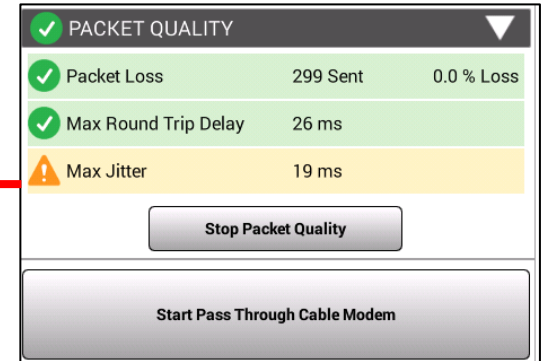 PACKET QUALITY
Packet Loss 299 Sent 0.0 % Loss
Max Round Trip Delay 26 ms
Max Jitter 19 ms
Stop Packet Quality
Start Pass Through Cable Modem